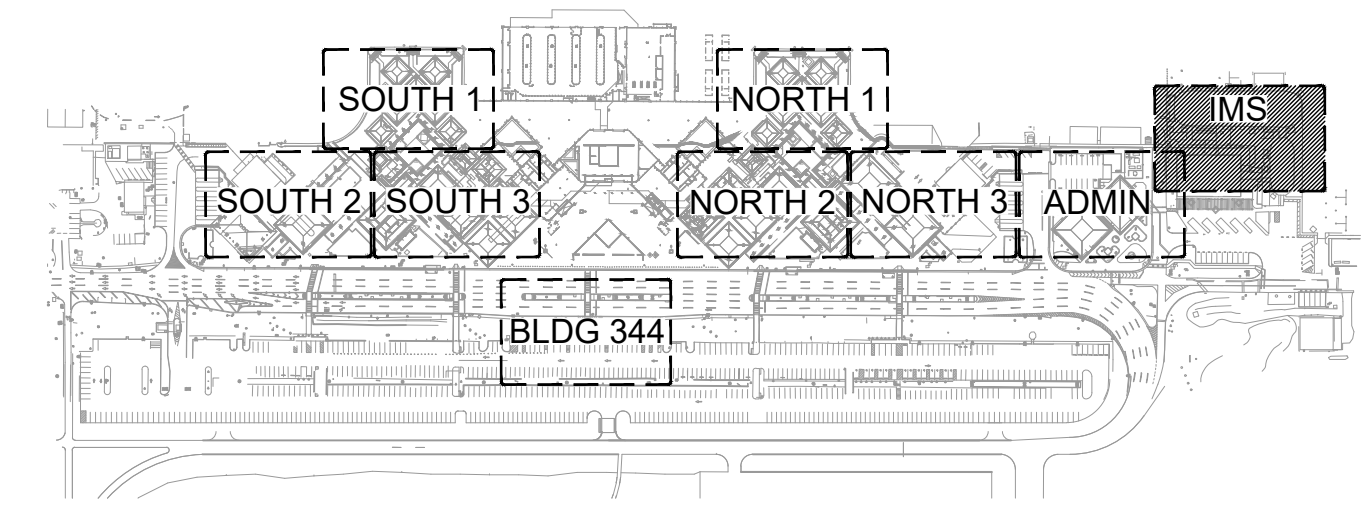 SOUTH 1
NORTH 1
IMS
SOUTH 2
SOUTH 3
NORTH 2
NORTH 3
ADMIN
BLDG 344